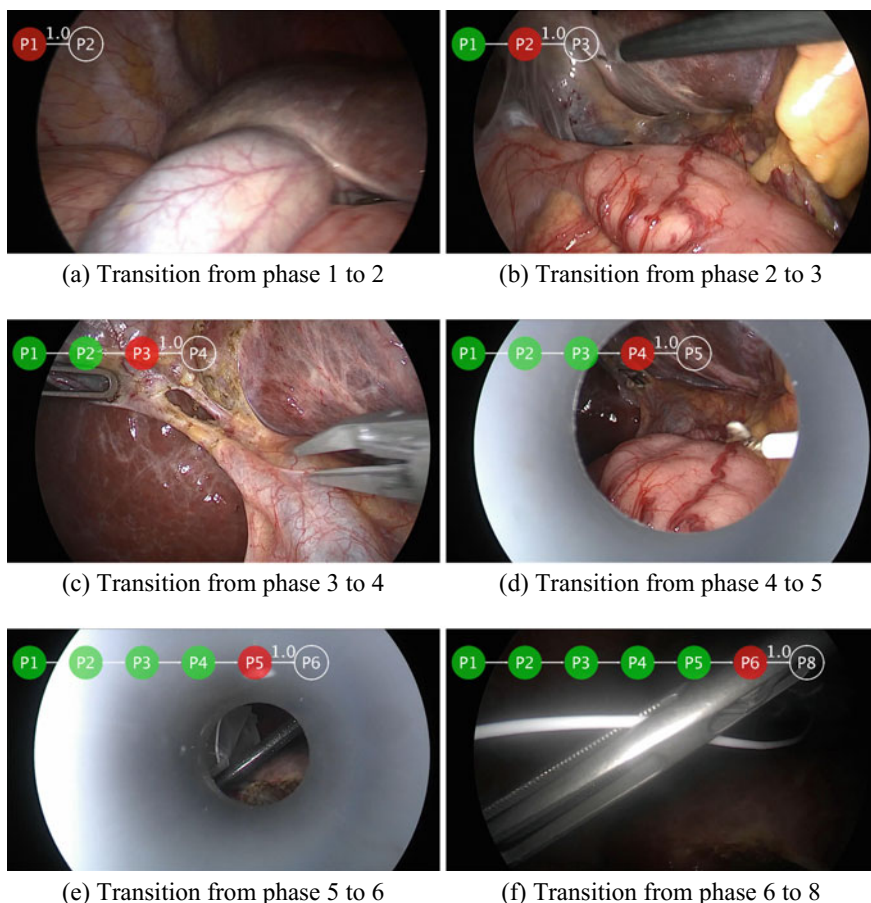 1.0
P1 P2
(a) Transition from phase 1 to 2
1.0
P1 P2 P3
(b) Transition from phase 2 to 3
1.0
P1 P2 P3 P4
(c) Transition from phase 3 to 4
1.0
P1 P2 P3 P4 P5
(d) Transition from phase 4 to 5
1.0
P1 P2 P3 P4 P5 P6
(e) Transition from phase 5 to 6
1.0
P1 P2 P3 P4 P5 P6 P8
(f) Transition from phase 6 to 8